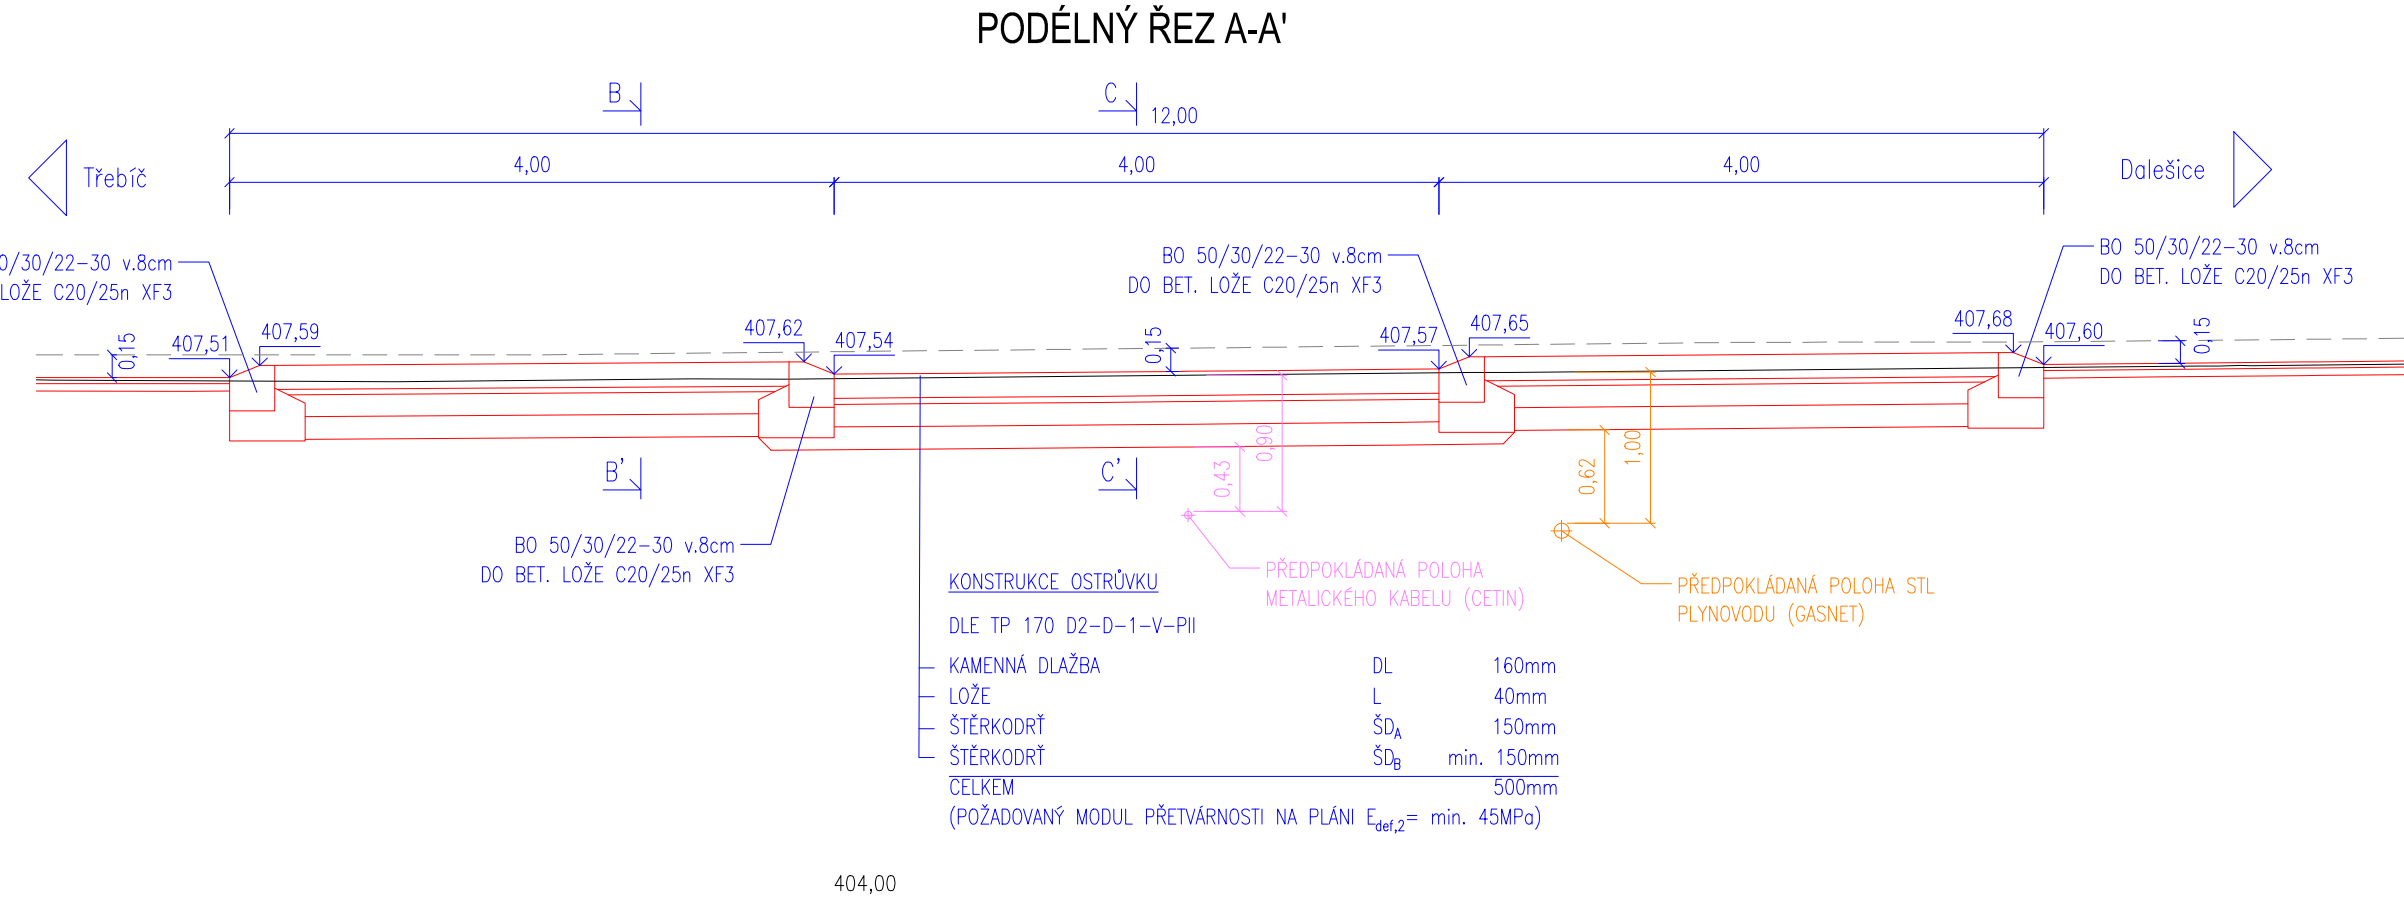 PODÉLNÝ ŘEZ A-A'
B
C
12,00
4,00
4,00
4,00
Třebíč
Dalešice
0/30/22-30 v.8cm
LOŽE C20/25n XF3
BO 50/30/22-30 v.8cm
DO BET. LOŽE C20/25n XF3
BO 50/30/22-30 v.8cm
DO BET. LOŽE C20/25n XF3
0,15
407,51
407,59
407,62
407,54
0,15
407,57
407,65
407,68
407,60
0,15
0,43
0,90
0,62
1,00
B'
C'
BO 50/30/22-30 v.8cm
DO BET. LOŽE C20/25n XF3
PŘEDPOKLÁDANÁ POLOHA
METALICKÉHO KABELU (CETIN)
PŘEDPOKLÁDANÁ POLOHA STL
PLYNOVODU (GASNET)
KONSTRUKCE OSTRŮVKU
DLE TP 170 D2-D-1-V-PII
KAMENNÁ DLAŽBA DL 160mm
LOŽE L 40mm
ŠTĚRKODRŤ ŠDA 150mm
ŠTĚRKODRŤ ŠDB min. 150mm
CELKEM 500mm
(POŽADOVANÝ MODUL PŘETVÁRNOSTI NA PLÁNI Edef,2= min. 45MPa)
404,00